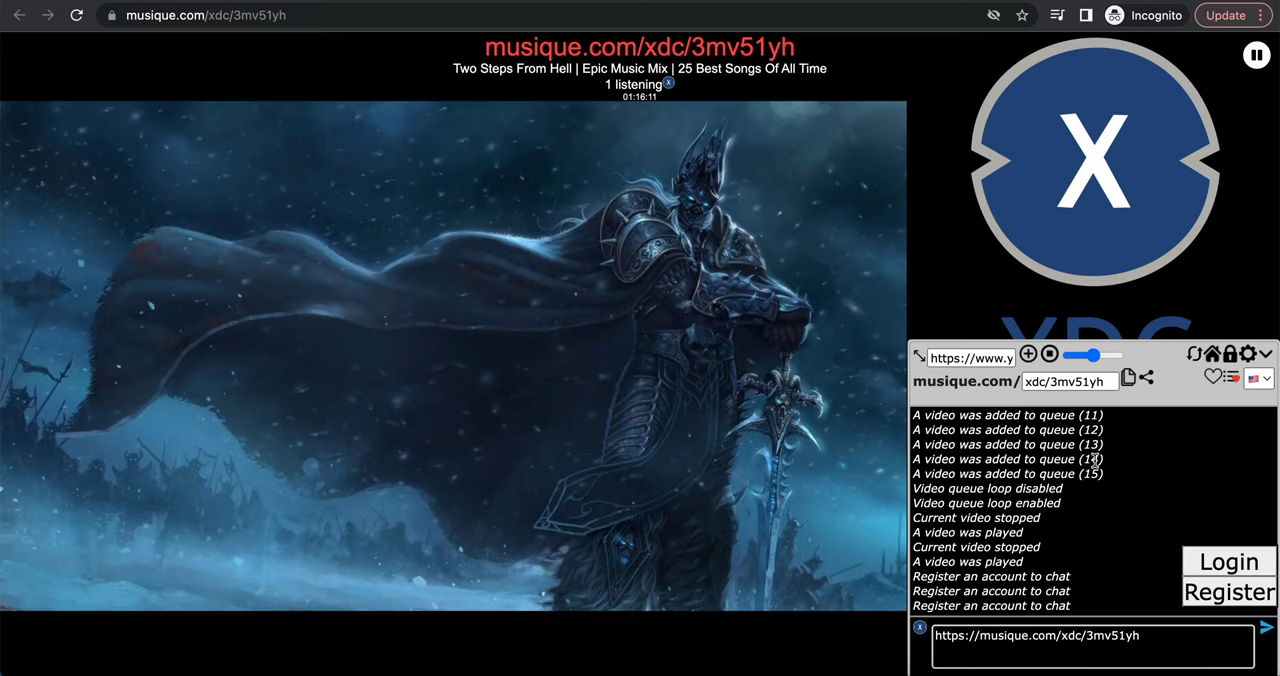 musique.com/xdc/3mv51yh
Incognito
Update
musique.com/xdc/3mv51yh
Two Steps From Hell | Epic Music Mix | 25 Best Songs Of All Time
1 listening
01:16:11
X
XDC
https://www.y
musique.com/ xdc/3mv51yh
A video was added to queue (11)
A video was added to queue (12)
A video was added to queue (13)
A video was added to queue (14)
A video was added to queue (15)
Video queue loop disabled
Video queue loop enabled
Current video stopped
A video was played
Current video stopped
A video was played
Register an account to chat
Register an account to chat
Register an account to chat
Login
Register
https://musique.com/xdc/3mv51yh